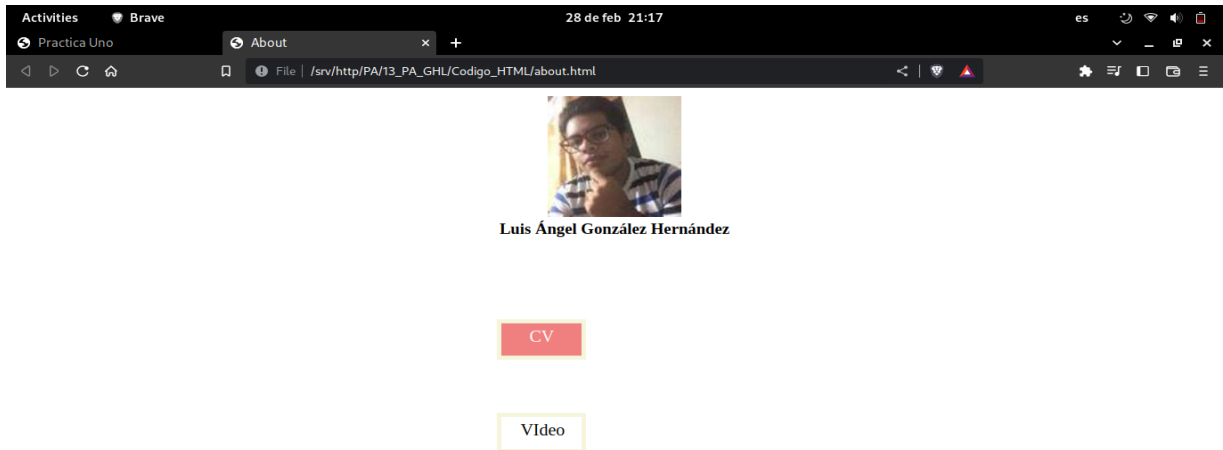 Activities Brave 28 de feb 21:17 es
Practica Uno About
File /srv/http/PA/13_PA_GHL/Codigo_HTML/about.html
Luis Ángel González Hernández
CV
VIdeo